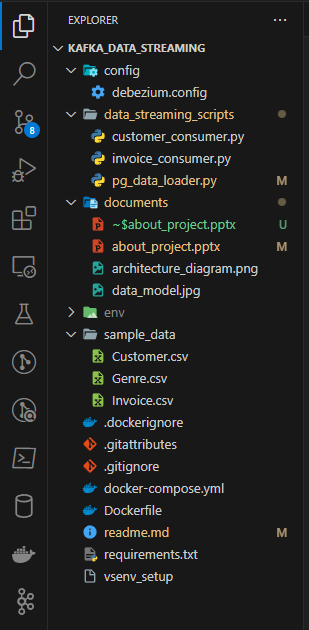 EXPLORER ...
KAFKA_DATA_STREAMING
config
debezium.config
data_streaming_scripts
customer_consumer.py
invoice_consumer.py
pg_data_loader.py M
documents
~$about_project.pptx U
about_project.pptx M
architecture_diagram.png
data_model.jpg
env
sample_data
Customer.csv
Genre.csv
Invoice.csv
.dockerignore
.gitattributes
.gitignore
docker-compose.yml
Dockerfile
readme.md M
requirements.txt
vsenv_setup
8